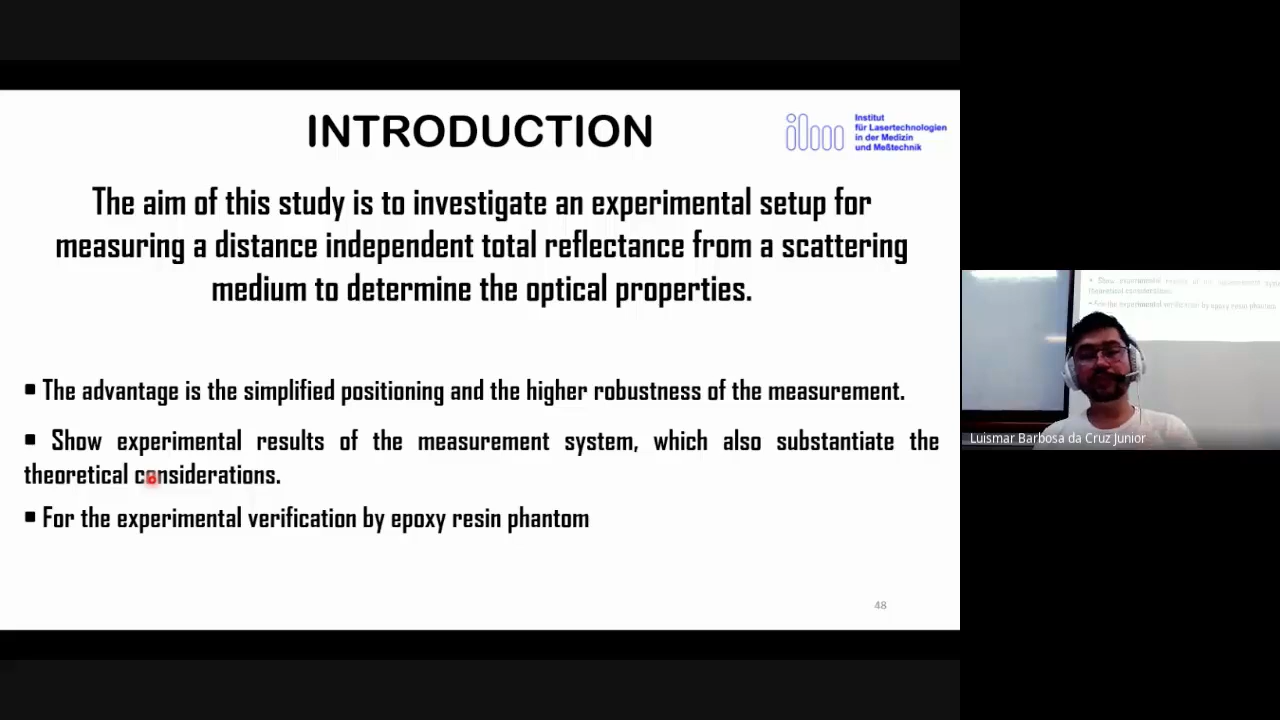 INTRODUCTION
Institut
für Lasertechnologien
in der Medizin
und Meßtechnik
The aim of this study is to investigate an experimental setup for
measuring a distance independent total reflectance from a scattering
medium to determine the optical properties.
▪ The advantage is the simplified positioning and the higher robustness of the measurement.
▪ Show experimental results of the measurement system, which also substantiate the
theoretical considerations.
▪ For the experimental verification by epoxy resin phantom
48
Luismar Barbosa da Cruz Junior